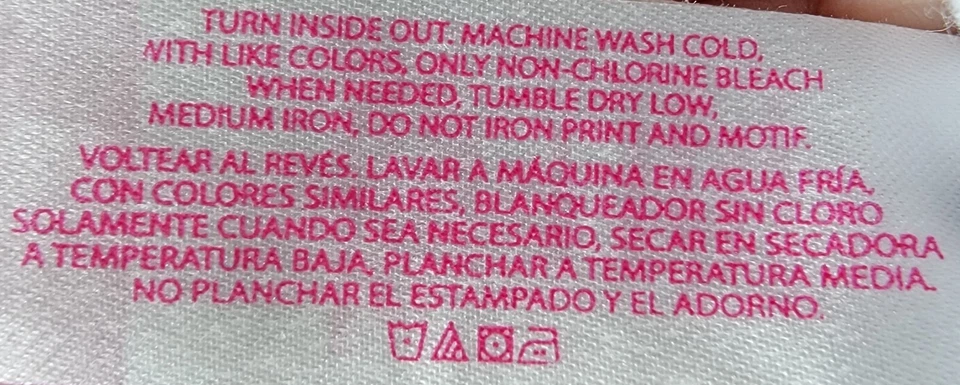 TURN INSIDE OUT. MACHINE WASH COLD,
WITH LIKE COLORS, ONLY NON-CHLORINE BLEACH
WHEN NEEDED, TUMBLE DRY LOW,
MEDIUM IRON, DO NOT IRON PRINT AND MOTIF.
VOLTEAR AL REVÉS. LAVAR A MÁQUINA EN AGUA FRÍA,
CON COLORES SIMILARES, BLANQUEADOR SIN CLORO
SOLAMENTE CUANDO SEA NECESARIO, SECAR EN SECADORA
A TEMPERATURA BAJA, PLANCHAR A TEMPERATURA MEDIA.
NO PLANCHAR EL ESTAMPADO Y EL ADORNO.